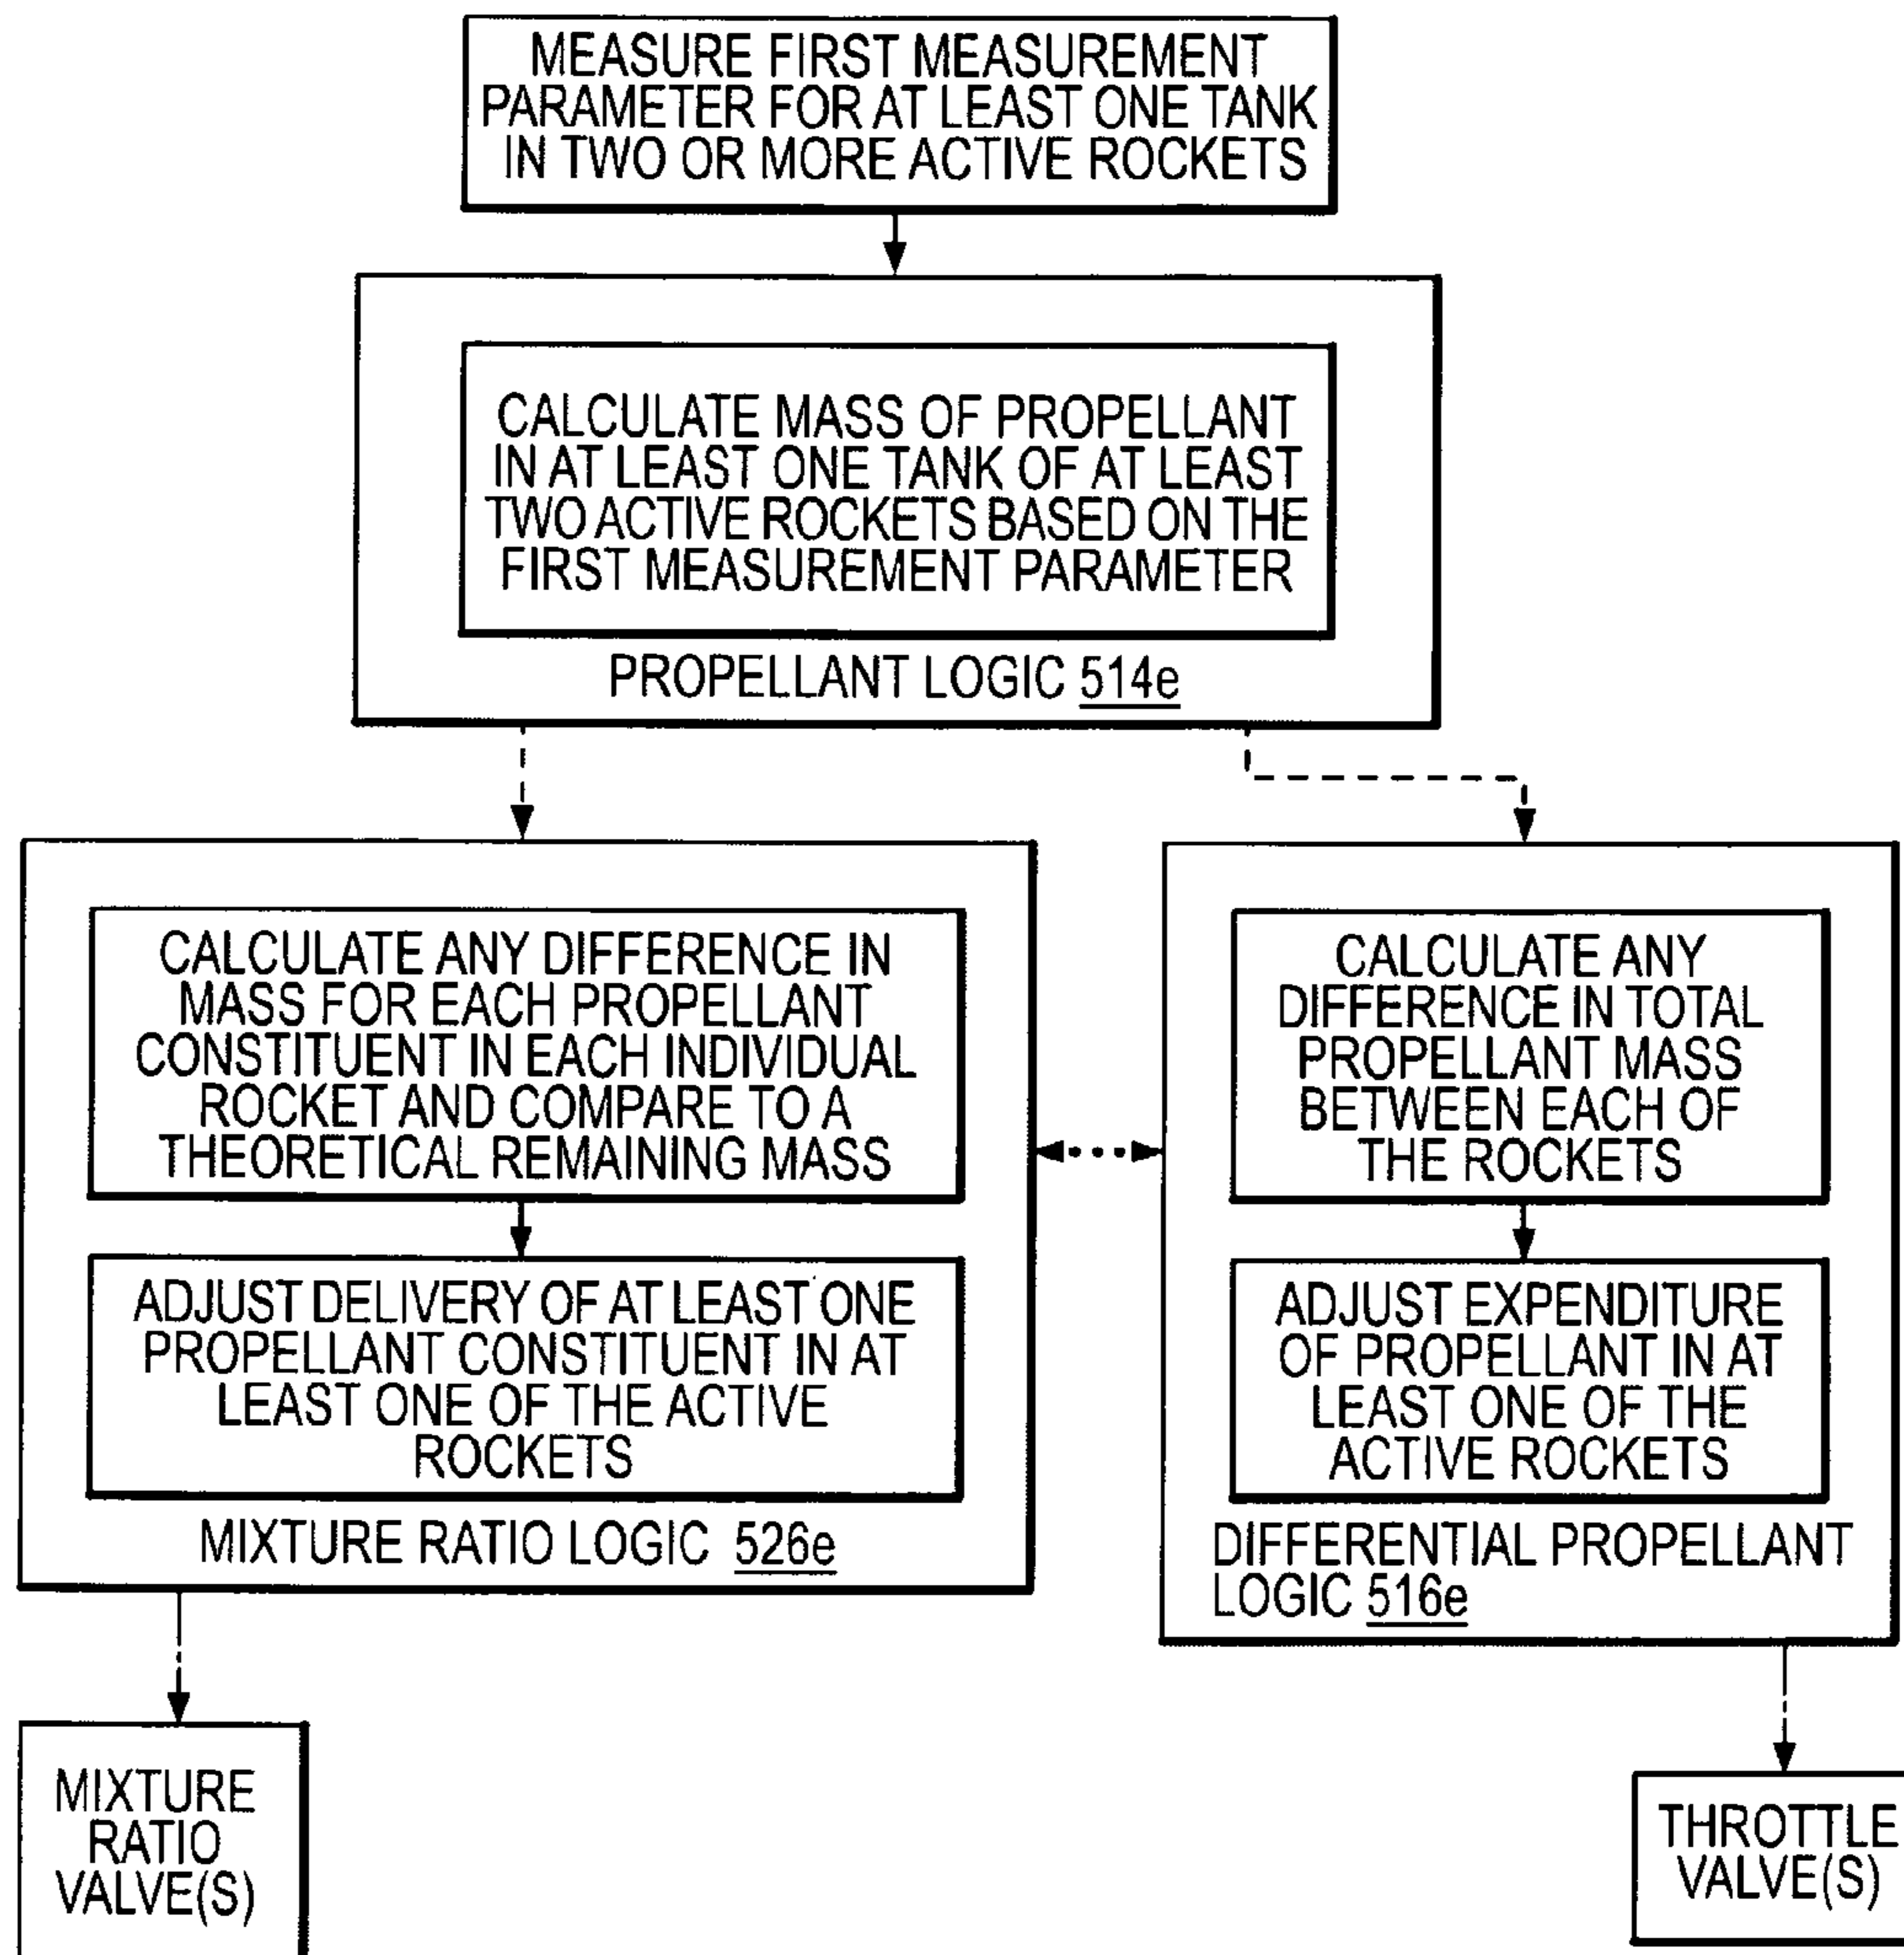 MEASURE FIRST MEASUREMENT
PARAMETER FOR AT LEAST ONE TANK
IN TWO OR MORE ACTIVE ROCKETS
CALCULATE MASS OF PROPELLANT
IN AT LEAST ONE TANK OF AT LEAST
TWO ACTIVE ROCKETS BASED ON THE
FIRST MEASUREMENT PARAMETER
PROPELLANT LOGIC 514e
CALCULATE ANY DIFFERENCE IN
MASS FOR EACH PROPELLANT
CONSTITUENT IN EACH INDIVIDUAL
ROCKET AND COMPARE TO A
THEORETICAL REMAINING MASS
ADJUST DELIVERY OF AT LEAST ONE
PROPELLANT CONSTITUENT IN AT
LEAST ONE OF THE ACTIVE
ROCKETS
MIXTURE RATIO LOGIC 526e
CALCULATE ANY
DIFFERENCE IN TOTAL
PROPELLANT MASS
BETWEEN EACH OF
THE ROCKETS
ADJUST EXPENDITURE
OF PROPELLANT IN AT
LEAST ONE OF THE
ACTIVE ROCKETS
DIFFERENTIAL PROPELLANT
LOGIC 516e
MIXTURE
RATIO
VALVE(S)
THROTTLE
VALVE(S)